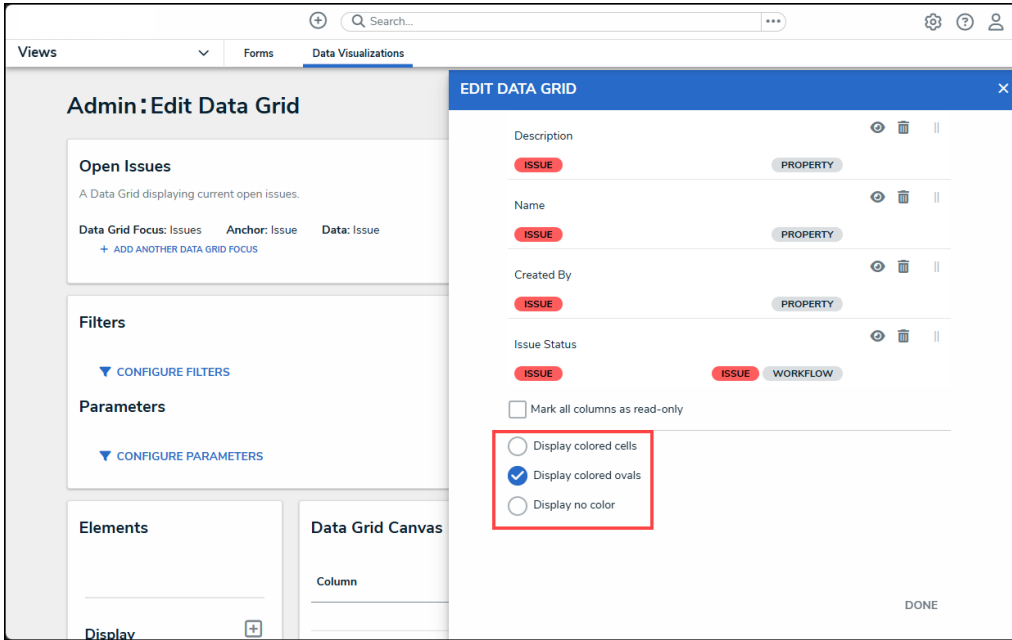 Search...
Views
Forms
Data Visualizations
Admin:Edit Data Grid
Open Issues
A Data Grid displaying current open issues.
Data Grid Focus: Issues Anchor: Issue Data: Issue
+ ADD ANOTHER DATA GRID FOCUS
Filters
CONFIGURE FILTERS
Parameters
CONFIGURE PARAMETERS
Elements
Display
Data Grid Canvas
Column
EDIT DATA GRID
Description
ISSUE PROPERTY
Name
ISSUE PROPERTY
Created By
ISSUE PROPERTY
Issue Status
ISSUE ISSUE WORKFLOW
Mark all columns as read-only
Display colored cells
Display colored ovals
Display no color
DONE